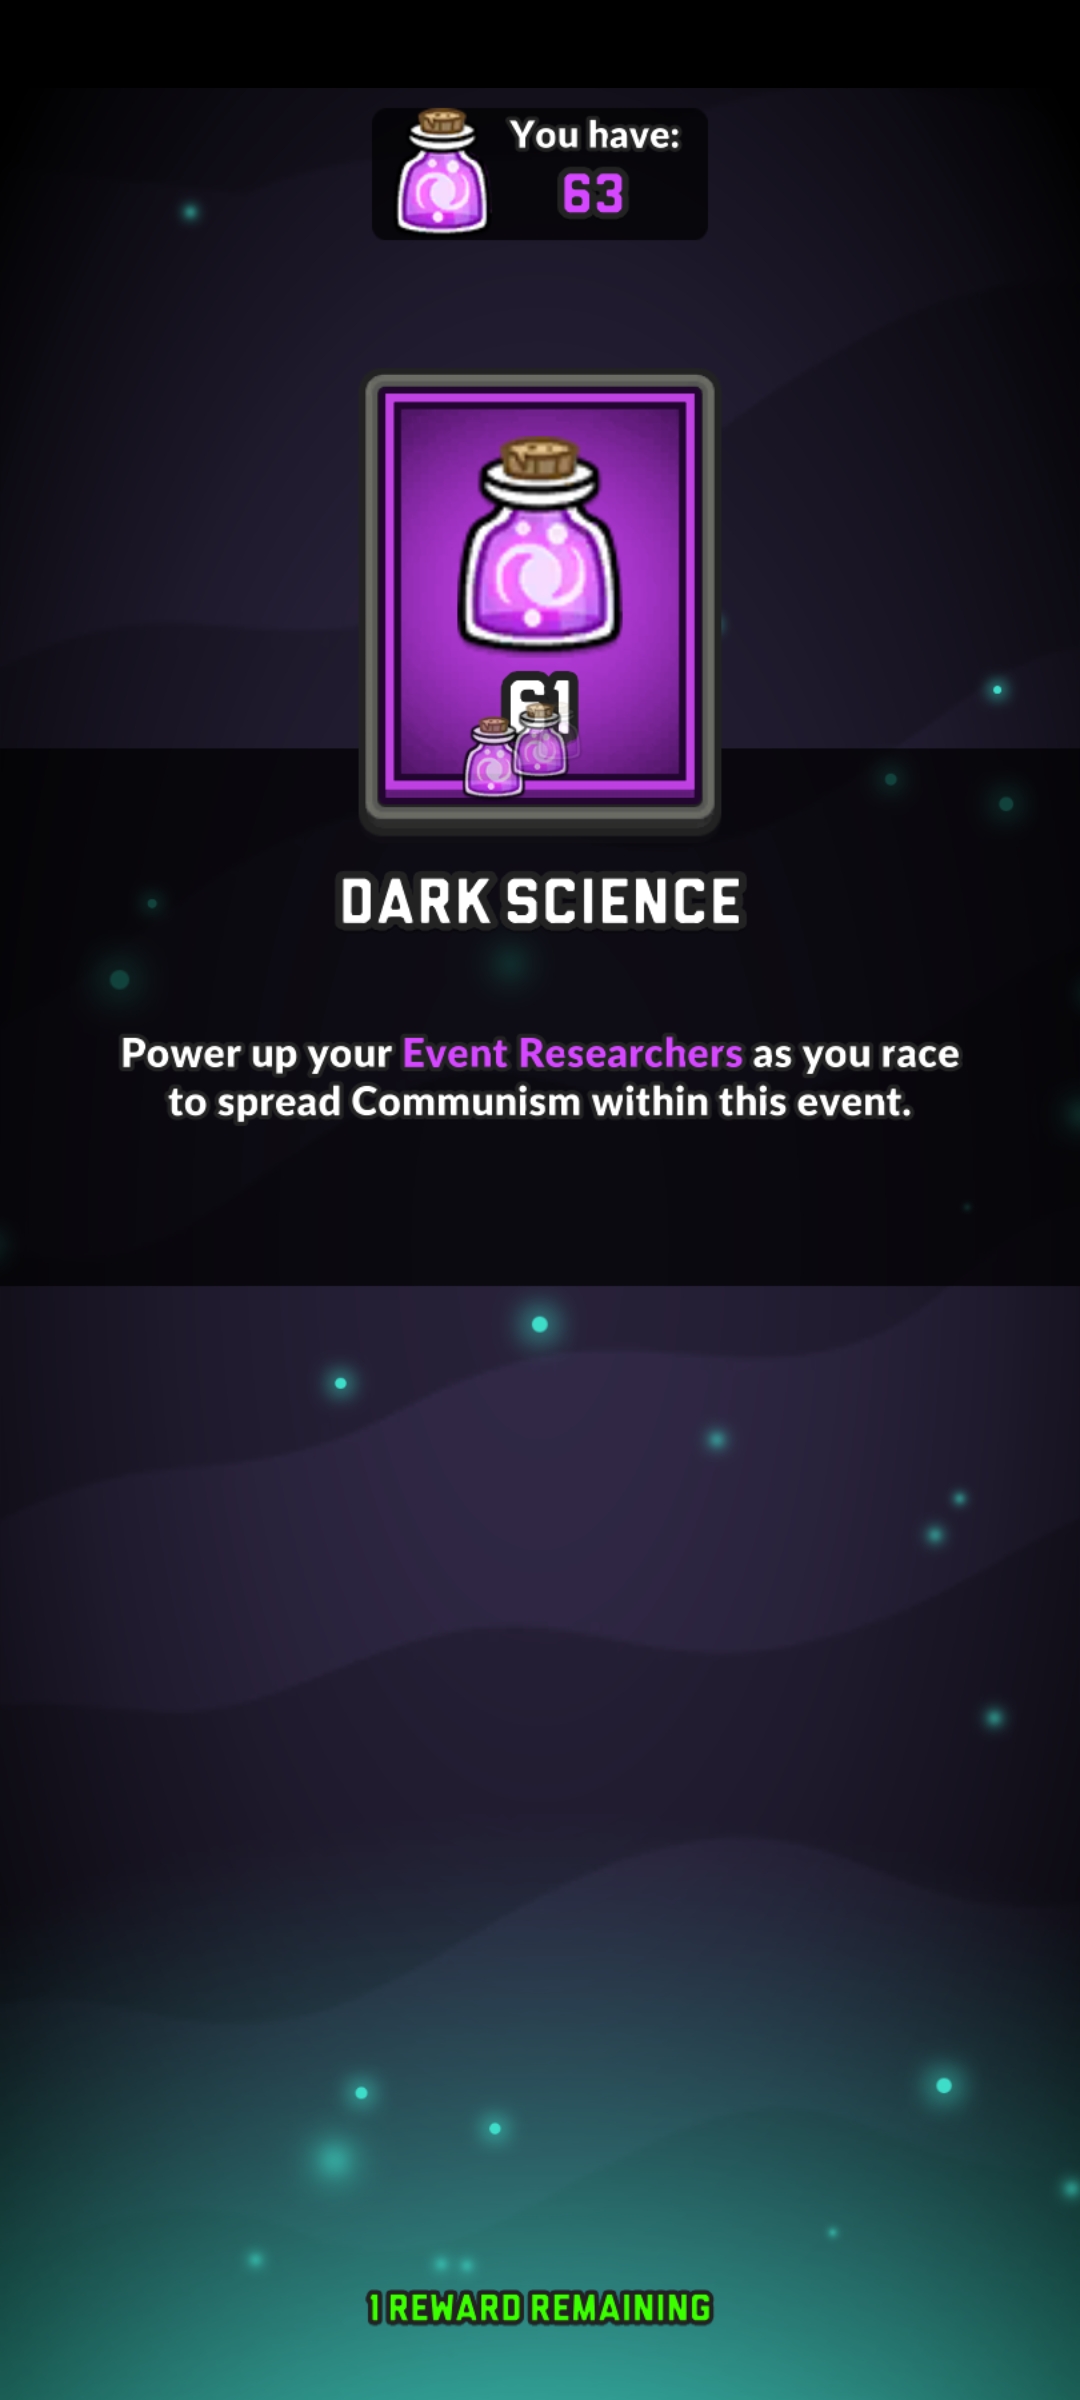 You have:
63
61
DARK SCIENCE
Power up your Event Researchers as you race
to spread Communism within this event.
1 REWARD REMAINING